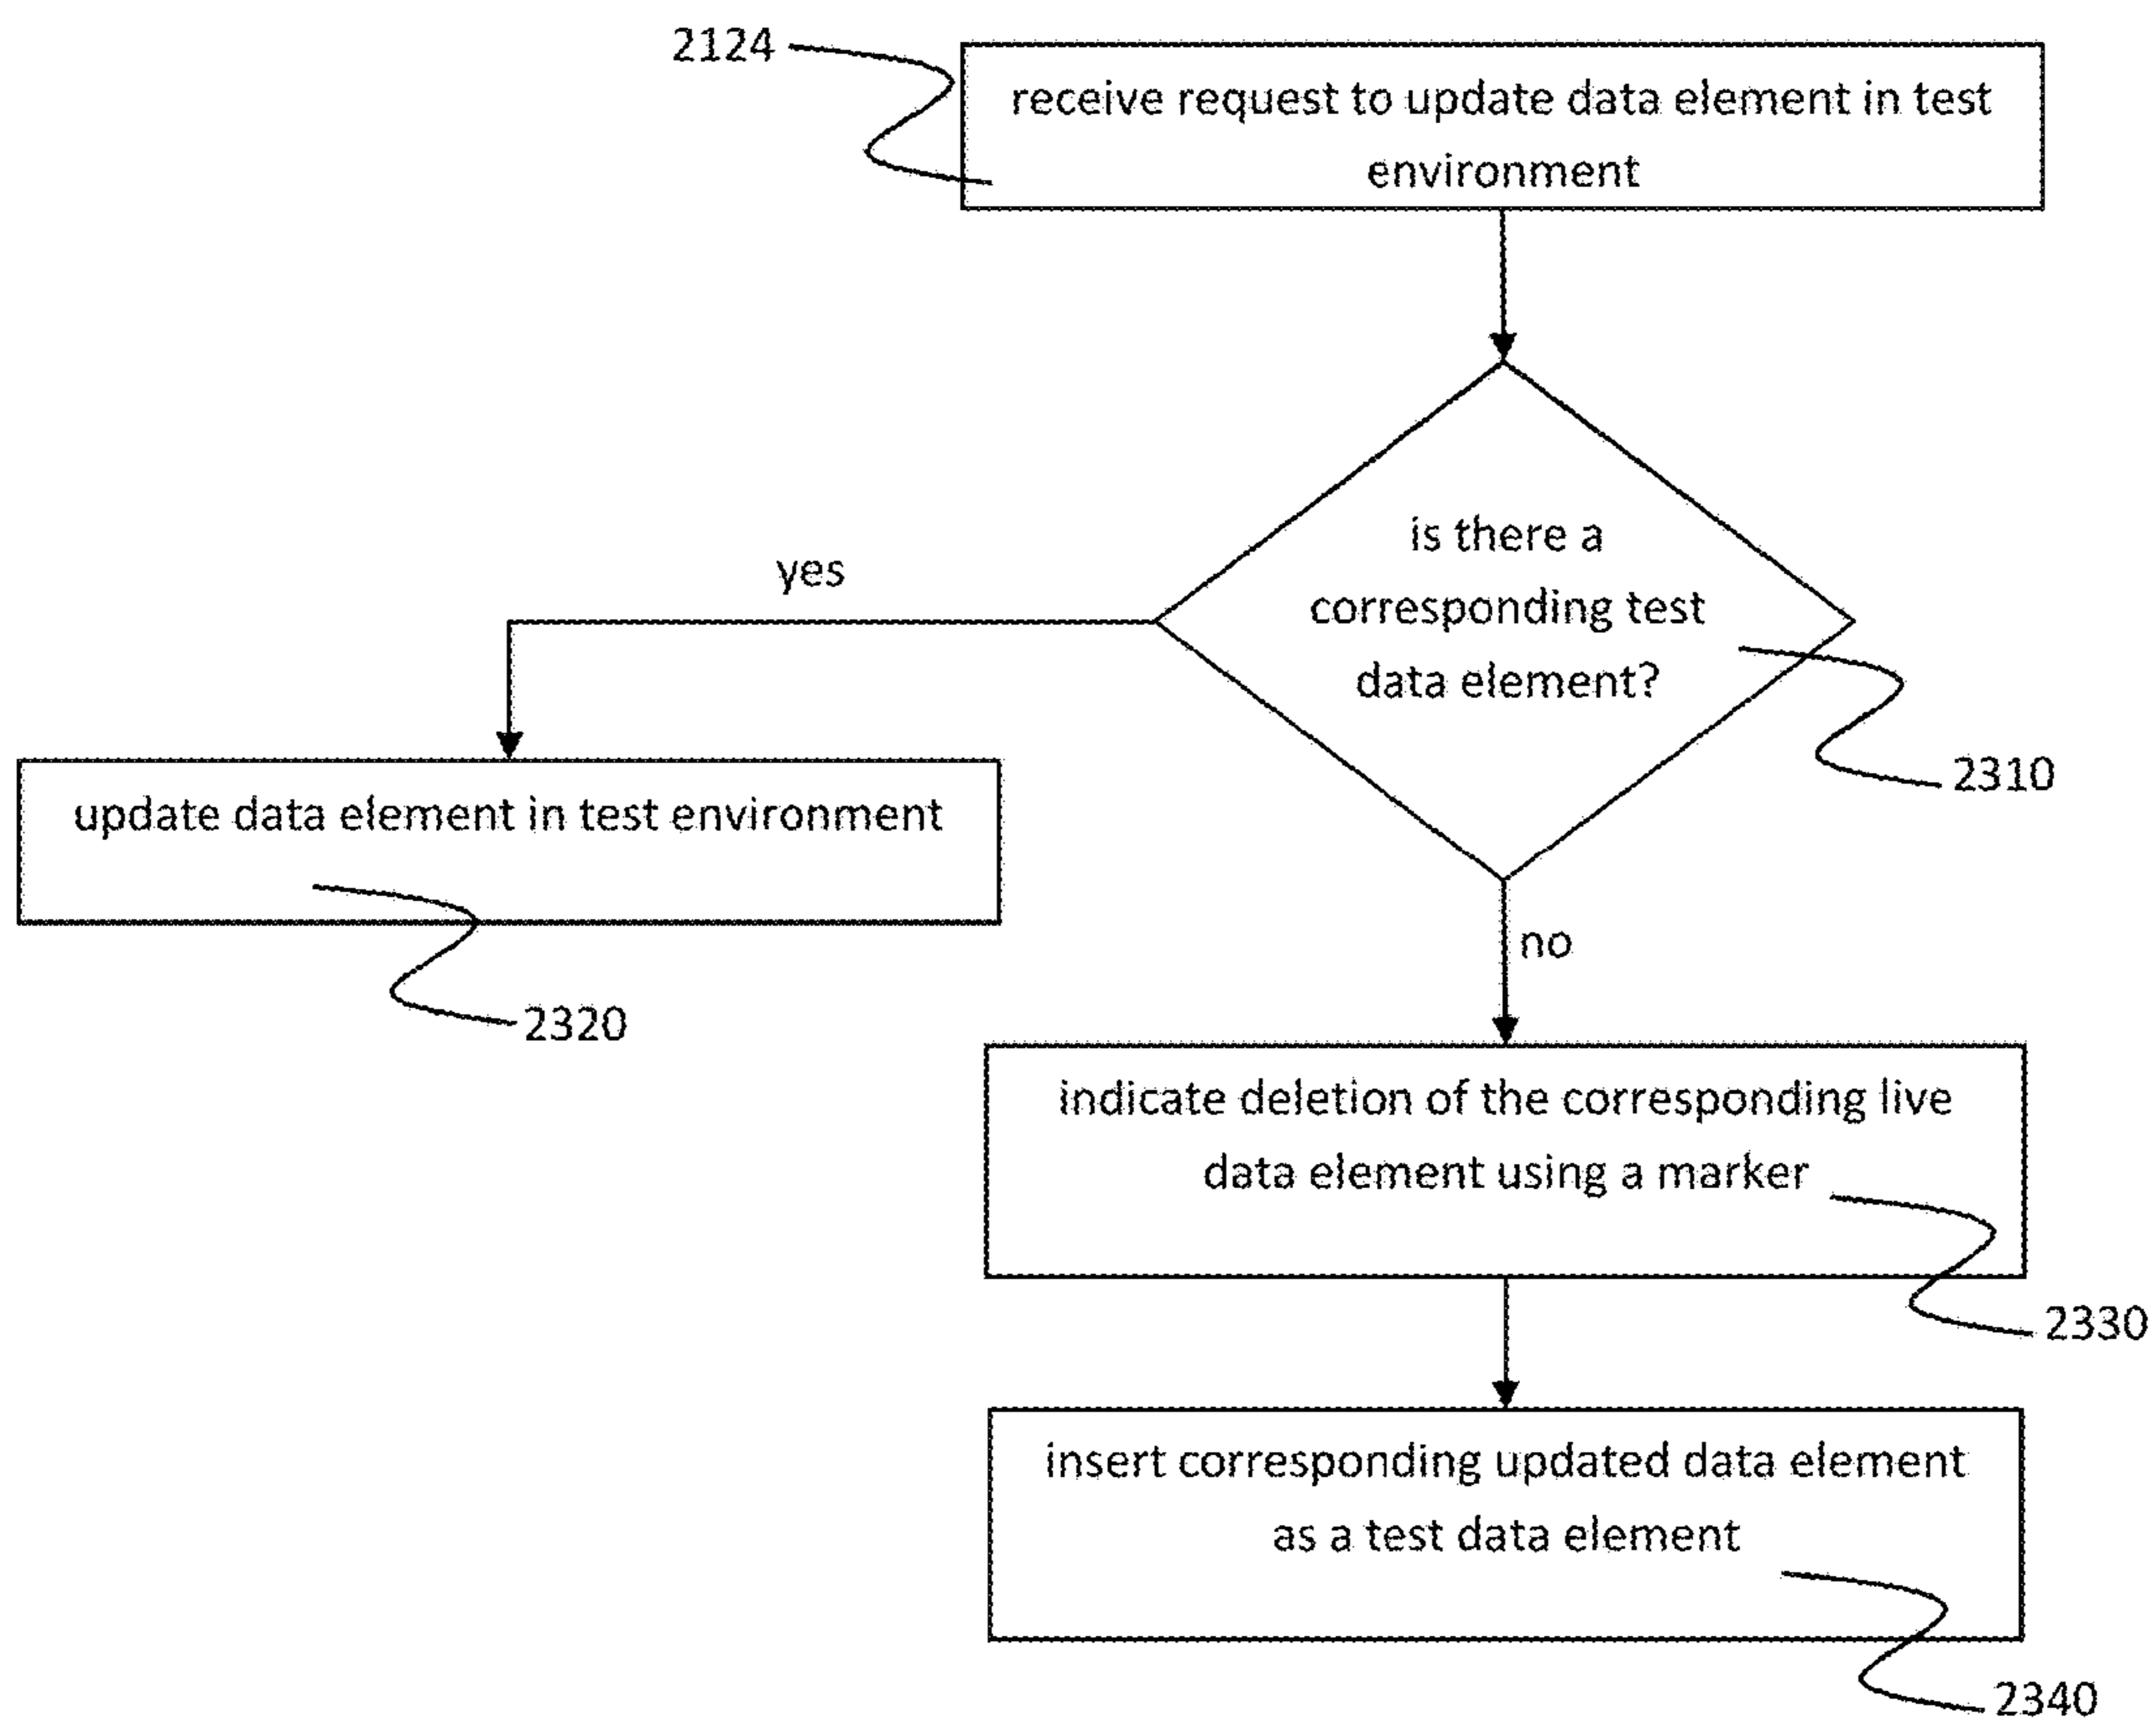 2124
receive request to update data element in test
environment
is there a
corresponding test
data element?
yes
2310
update data element in test environment
2320
no
indicate deletion of the corresponding live
data element using a marker
2330
insert corresponding updated data element
as a test data element
2340